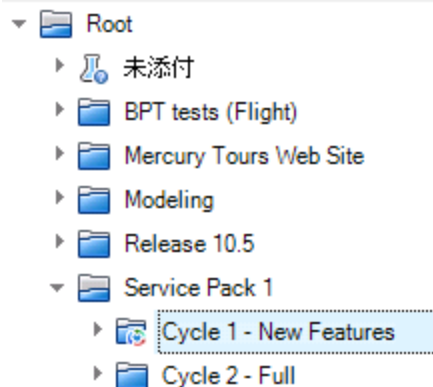 Root
未添付
BPT tests (Flight)
Mercury Tours Web Site
Modeling
Release 10.5
Service Pack 1
Cycle 1 - New Features
Cycle 2 - Full